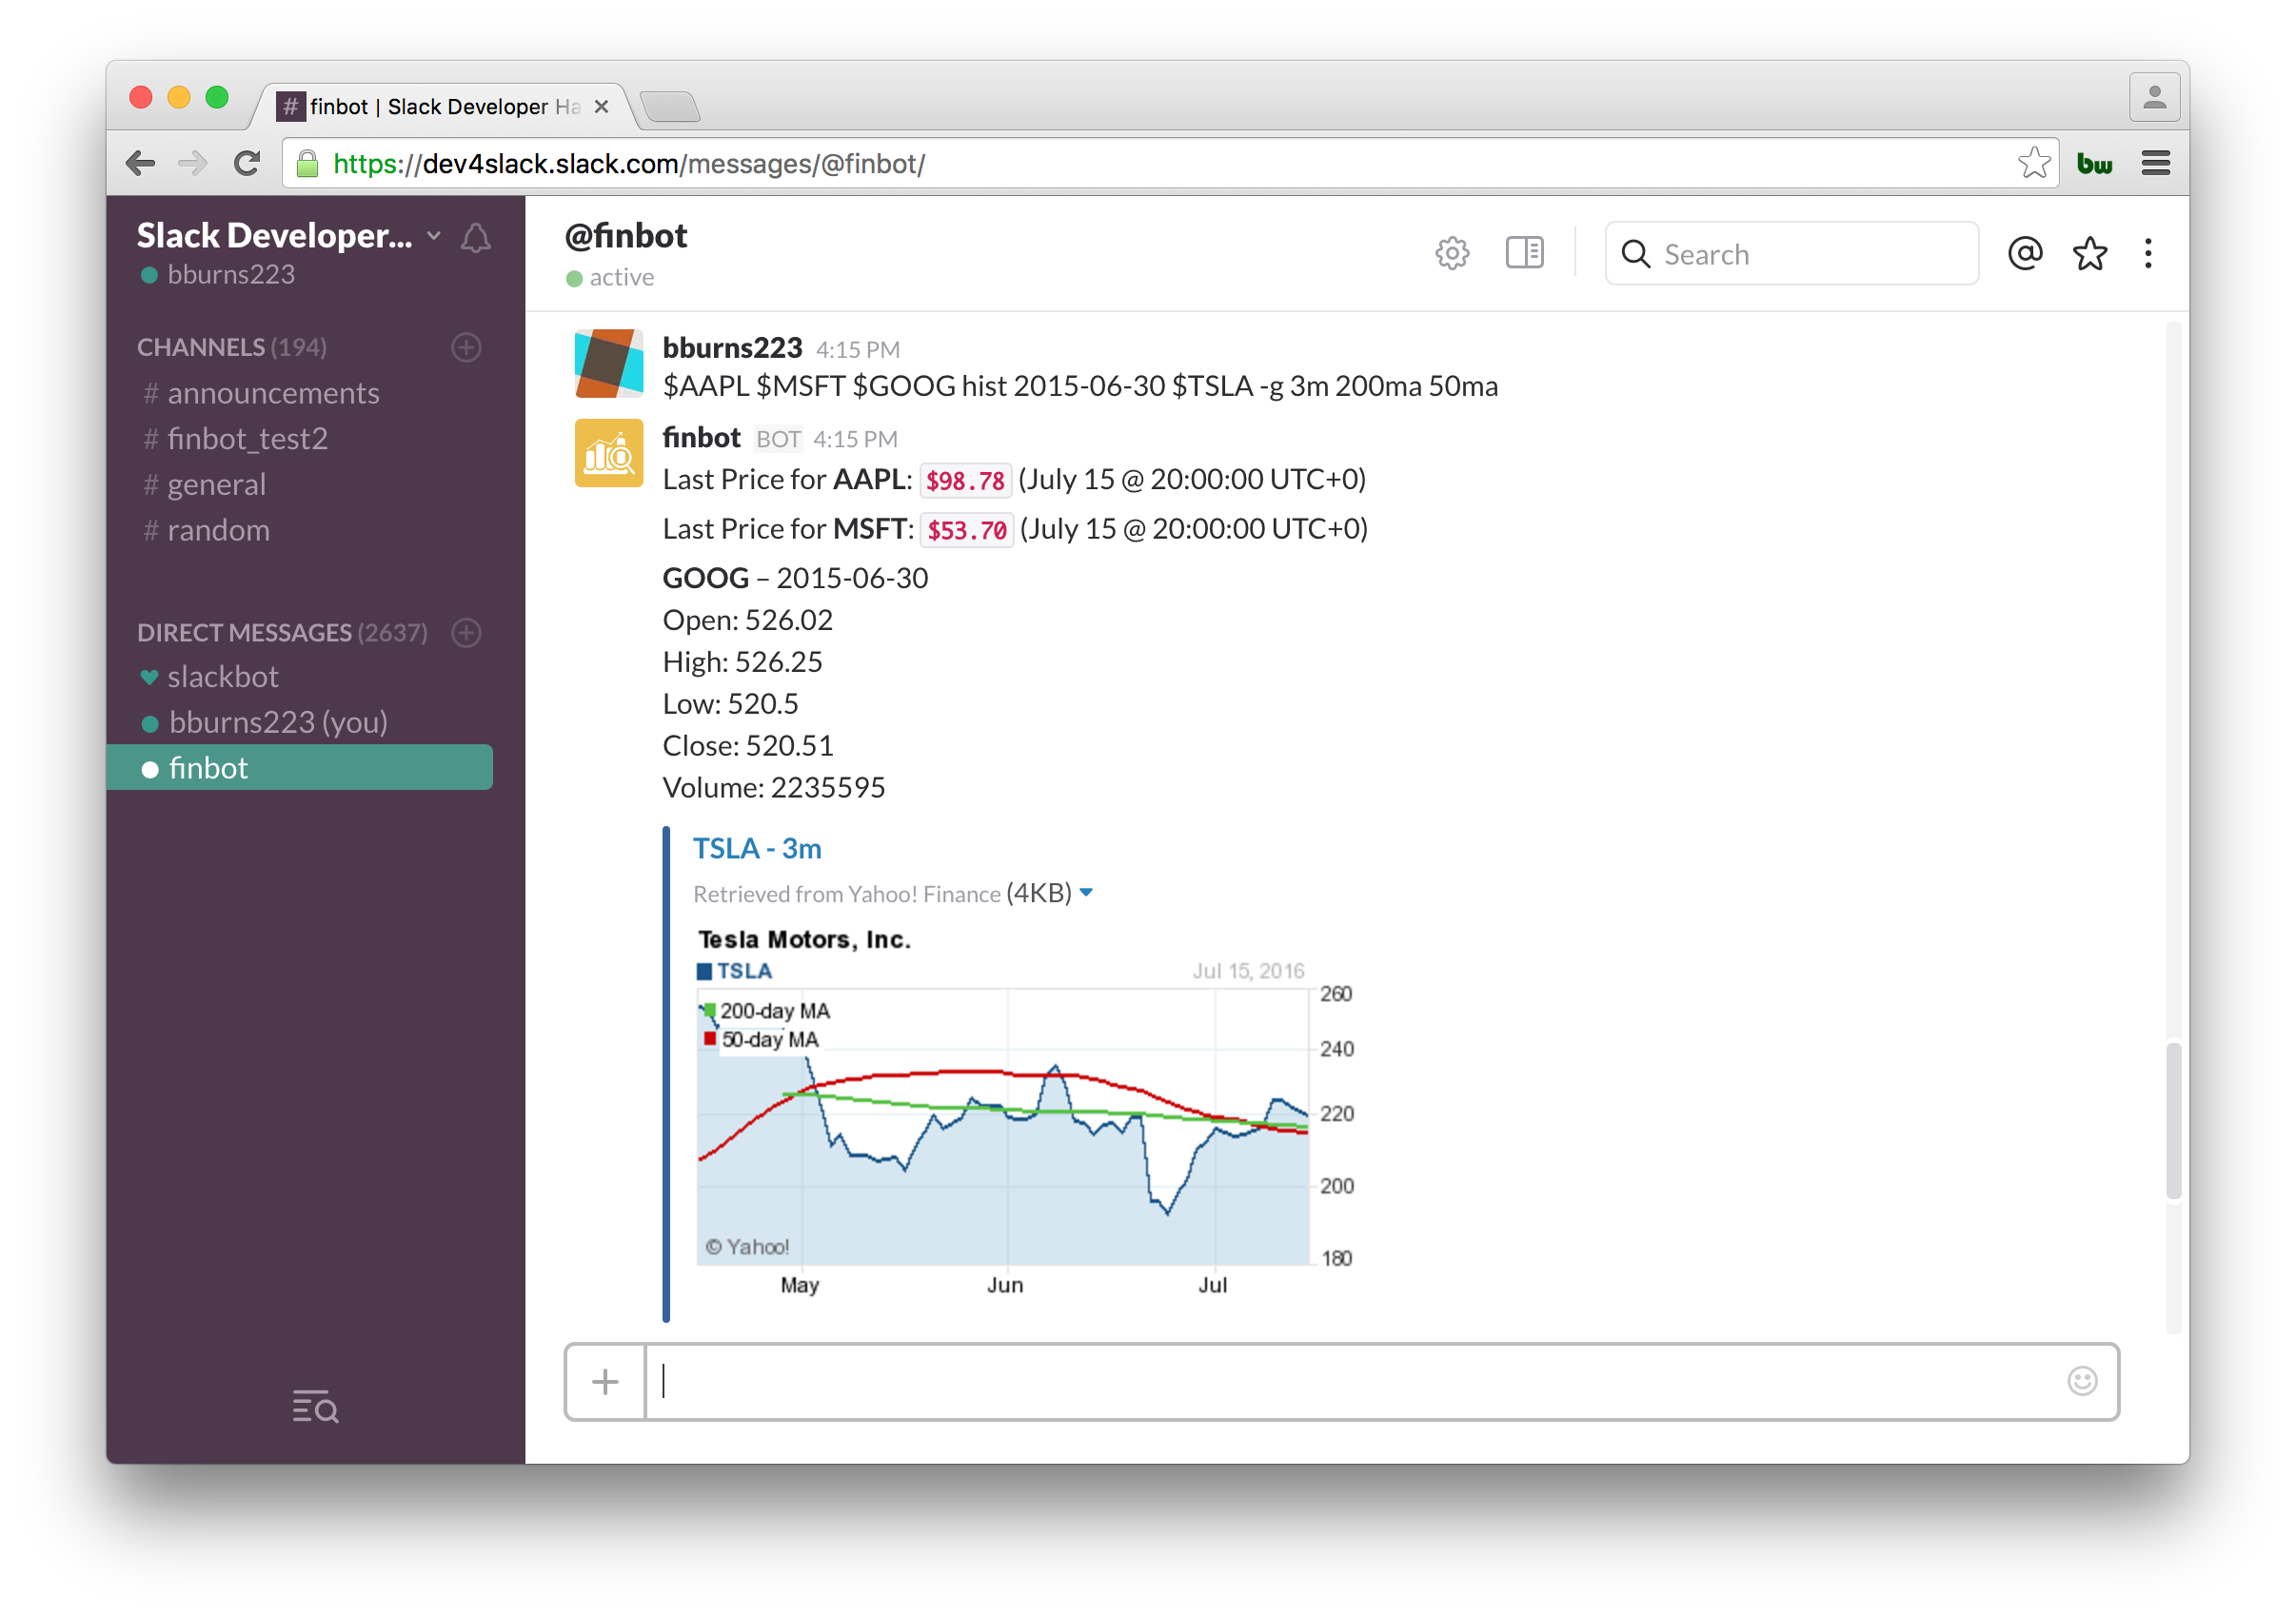 # finbot | Slack Developer Ha
https://dev4slack.slack.com/messages/@finbot/
bw
Slack Developer...
bburns223
CHANNELS (194)
# announcements
# finbot_test2
# general
# random
DIRECT MESSAGES (2637)
slackbot
bburns223 (you)
finbot
@finbot
active
Search
bburns223 4:15 PM
$AAPL $MSFT $GOOG hist 2015-06-30 $TSLA -g 3m 200ma 50ma
finbot BOT 4:15 PM
Last Price for AAPL: $98.78 (July 15 @ 20:00:00 UTC+0)
Last Price for MSFT: $53.70 (July 15 @ 20:00:00 UTC+0)
GOOG – 2015-06-30
Open: 526.02
High: 526.25
Low: 520.5
Close: 520.51
Volume: 2235595
TSLA - 3m
Retrieved from Yahoo! Finance (4KB)
Tesla Motors, Inc.
TSLA
Jul 15, 2016
200-day MA
50-day MA
260
240
220
200
180
© Yahoo!
May Jun Jul